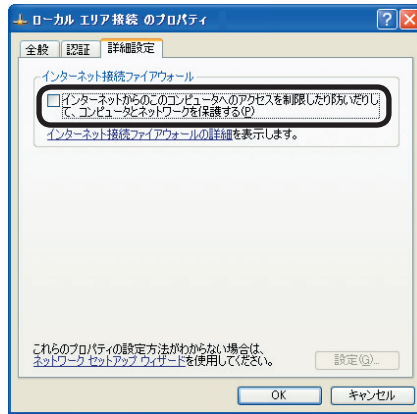 ローカル エリア接続 のプロパティ
全般 認証 詳細設定
インターネット接続ファイアウォール
インターネットからのこのコンピュータへのアクセスを制限したり防いだりし
て、コンピュータとネットワークを保護する(P)
インターネット接続ファイアウォールの詳細を表示します。
これらのプロパティの設定方法がわからない場合は、
ネットワーク セットアップ ウィザードを使用してください。
設定(G)...
OK キャンセル